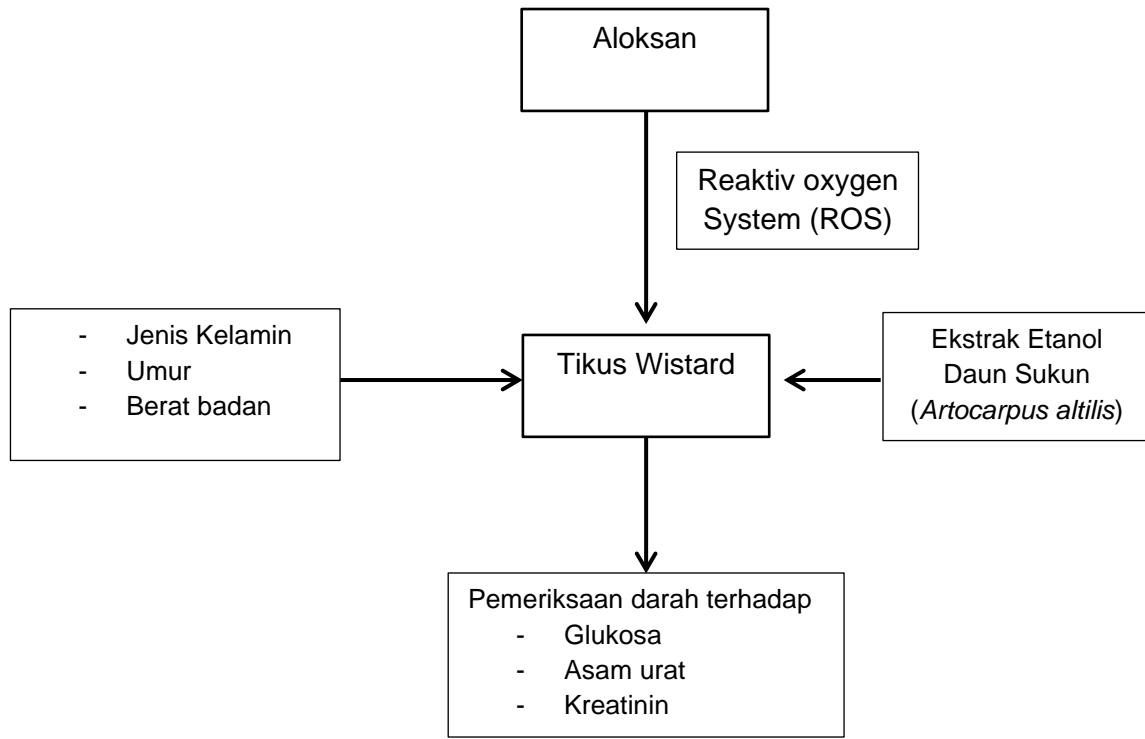 Aloksan
Reaktiv oxygen
System (ROS)
- Jenis Kelamin
- Umur
- Berat badan
Tikus Wistard
Ekstrak Etanol
Daun Sukun
(Artocarpus altilis)
Pemeriksaan darah terhadap
- Glukosa
- Asam urat
- Kreatinin